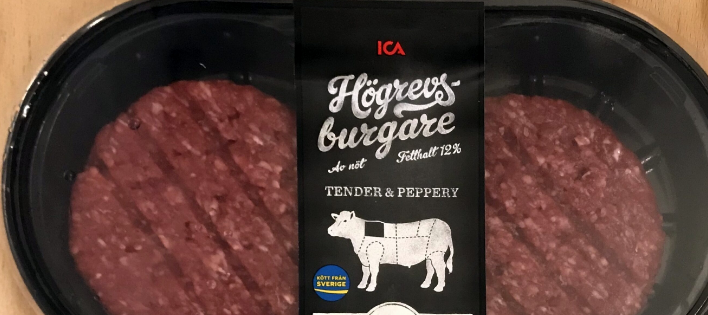 ICA
Högrevs-
burgare
Av nöt Fetthalt 12%
TENDER & PEPPERY
KÖTT FRÅN
SVERIGE